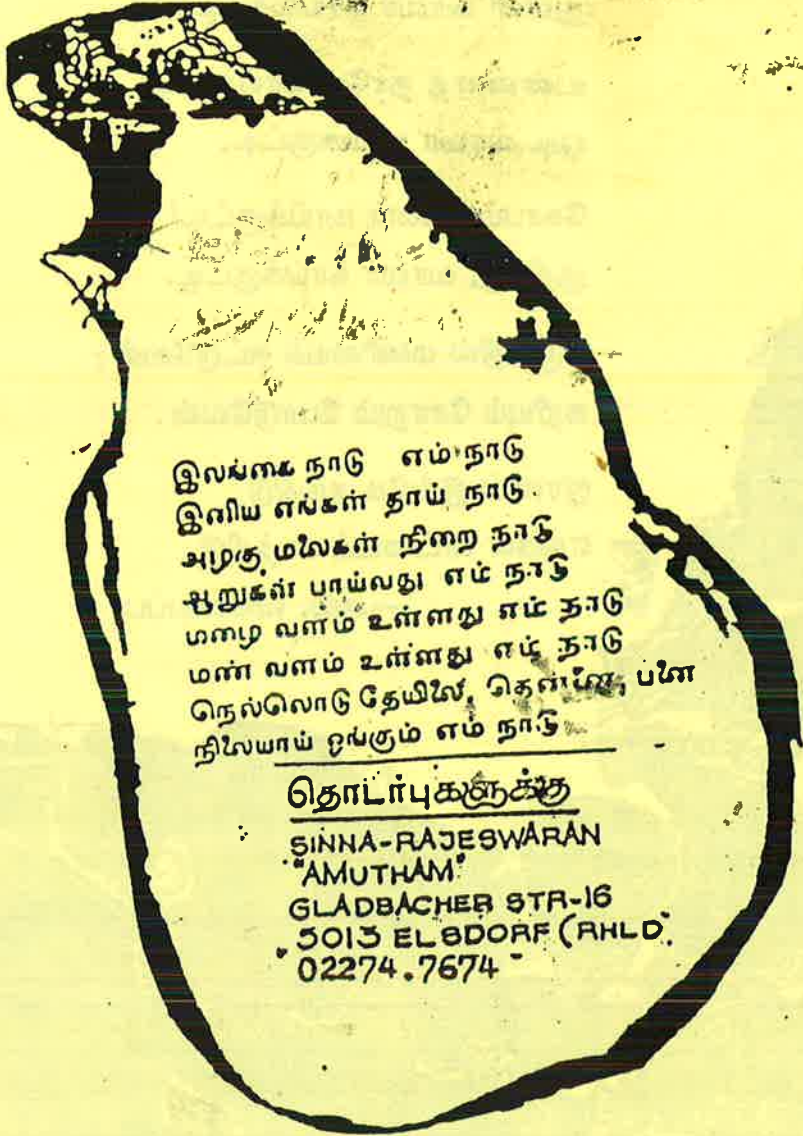 இலங்கை நாடு எம் நாடு
இனிய எங்கள் தாய் நாடு
அழகு மலைகள் நிறை நாடு
ஆறுகள் பாய்வது எம் நாடு
மழை வளம் உள்ளது எம் நாடு
மண் வளம் உள்ளது எம் நாடு
நெல்லொடு தேயிலை, தென்னை, பனை
நிலையாய் ஓங்கும் எம் நாடு
தொடர்புகளுக்கு
SINNA-RAJESWARAN
"AMUTHAM"
GLADBACHER STR-16
5013 ELSDORF (RHLD.
02274.7674